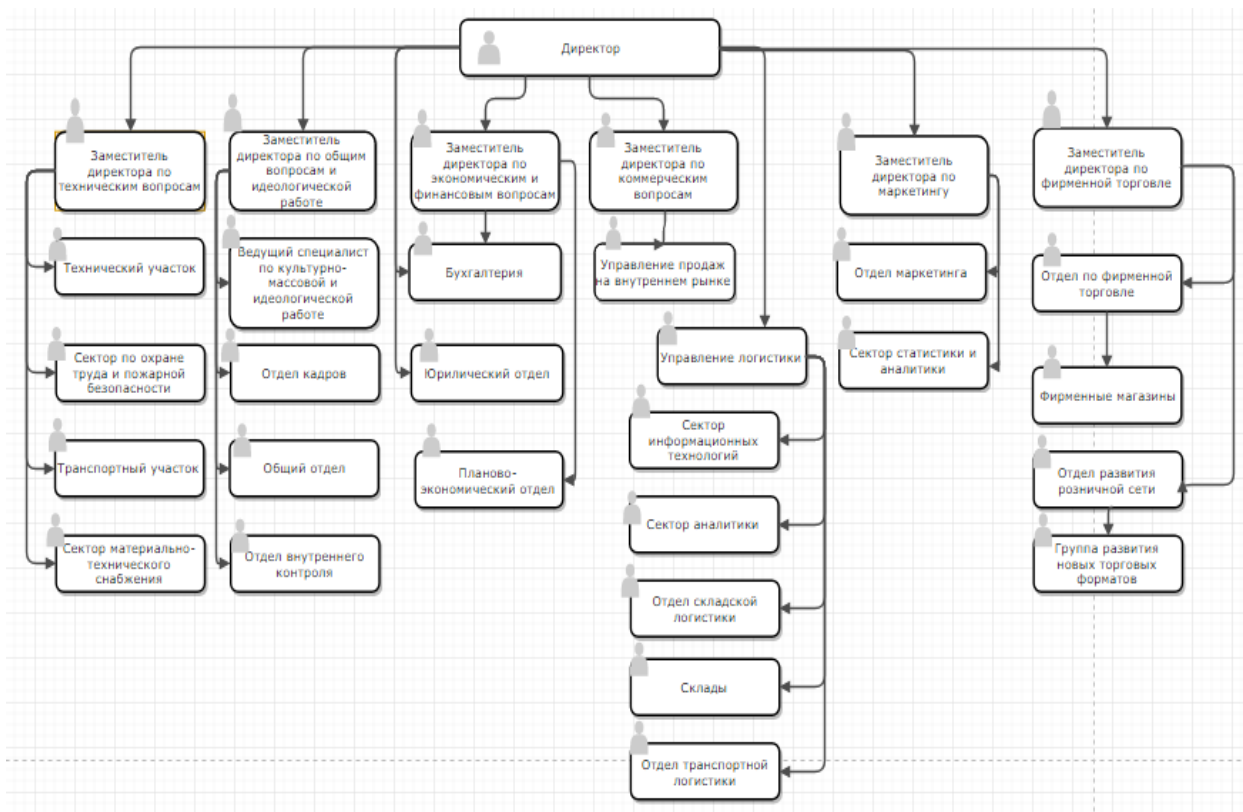 Директор
Заместитель
директора по
техническим вопросам
Заместитель
директора по общим
вопросам и
идеологической
работе
Заместитель
директора по
экономическим и
финансовым вопросам
Заместитель
директора по
коммерческим
вопросам
Заместитель
директора по
маркетингу
Заместитель
директора по
фирменной торговле
Технический участок
Сектор по охране
труда и пожарной
безопасности
Транспортный участок
Сектор материально-
технического
снабжения
Ведущий специалист
по культурно-
массовой и
идеологической
работе
Отдел кадров
Общий отдел
Отдел внутреннего
контроля
Бухгалтерия
Юрилический отдел
Планово-
экономический отдел
Управление продаж
на внутреннем рынке
Управление логистики
Сектор
информационных
технологий
Сектор аналитики
Отдел складской
логистики
Склады
Отдел транспортной
логистики
Отдел маркетинга
Сектор статистики и
аналитики
Отдел по фирменной
торговле
Фирменные магазины
Отдел развития
розничной сети
Группа развития
новых торговых
форматов